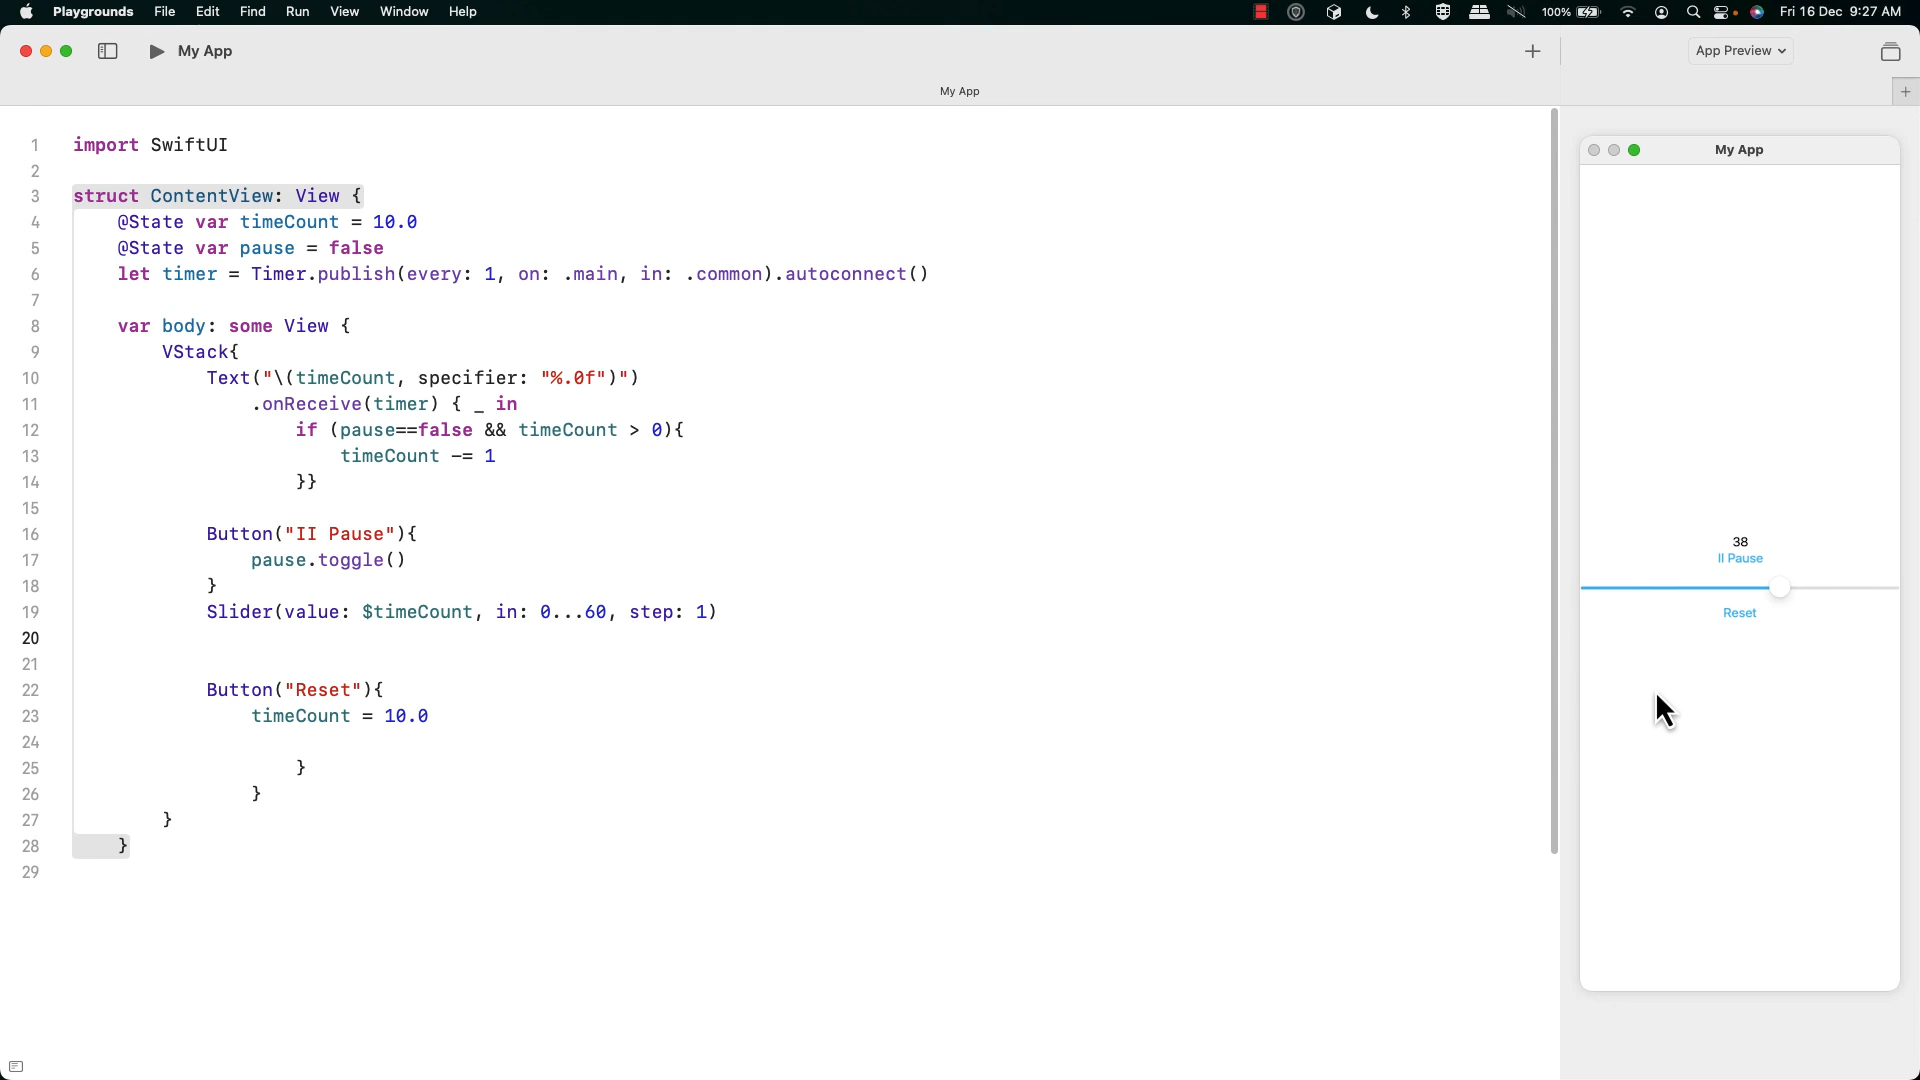 Playgrounds File Edit Find Run View Window Help 100% Fri 16 Dec 9:27 AM
My App
App Preview
My App
1 import SwiftUI
2
3 struct ContentView: View {
4 @State var timeCount = 10.0
5 @State var pause = false
6 let timer = Timer.publish(every: 1, on: .main, in: .common).autoconnect()
7
8 var body: some View {
9 VStack{
10 Text("\(timeCount, specifier: "%.0f")")
11 .onReceive(timer) { _ in
12 if (pause==false && timeCount > 0){
13 timeCount -= 1
14 }}
15
16 Button("II Pause"){
17 pause.toggle()
18 }
19 Slider(value: $timeCount, in: 0...60, step: 1)
20
21
22 Button("Reset"){
23 timeCount = 10.0
24
25 }
26 }
27 }
28 }
29
My App
38
II Pause
Reset